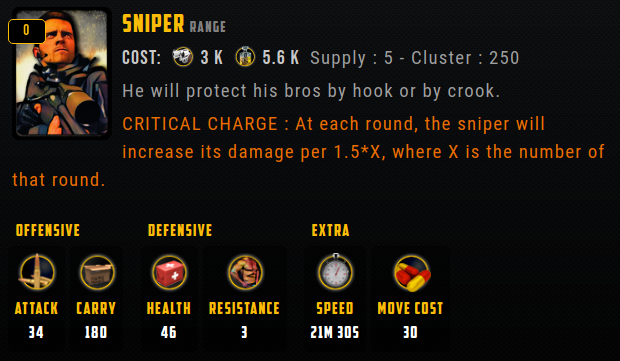 0
SNIPER RANGE
COST: 3 K 5.6 K Supply : 5 - Cluster : 250
He will protect his bros by hook or by crook.
CRITICAL CHARGE : At each round, the sniper will
increase its damage per 1.5*X, where X is the number of
that round.
OFFENSIVE DEFENSIVE EXTRA
ATTACK CARRY HEALTH RESISTANCE SPEED MOVE COST
34 180 46 3 21M 30S 30